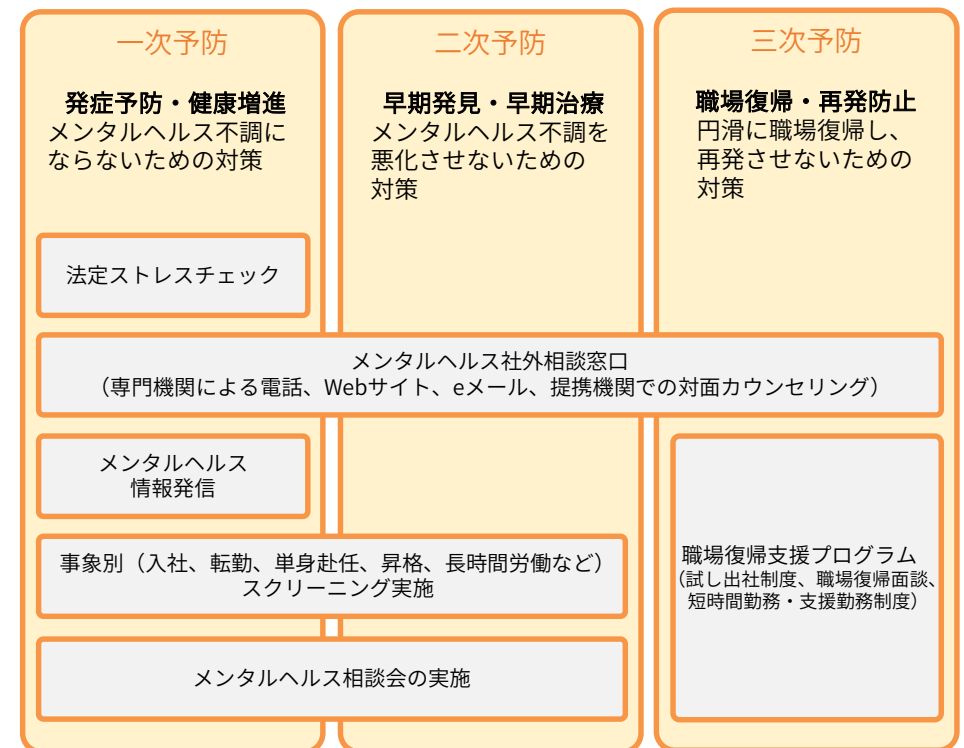 一次予防
発症予防・健康増進
メンタルヘルス不調に
ならないための対策
二次予防
早期発見・早期治療
メンタルヘルス不調を
悪化させないための
対策
三次予防
職場復帰・再発防止
円滑に職場復帰し、
再発させないための
対策
法定ストレスチェック
メンタルヘルス社外相談窓口
（専門機関による電話、Webサイト、eメール、提携機関での対面カウンセリング）
メンタルヘルス
情報発信
事象別（入社、転勤、単身赴任、昇格、長時間労働など）
スクリーニング実施
メンタルヘルス相談会の実施
職場復帰支援プログラム
（試し出社制度、職場復帰面談、
短時間勤務・支援勤務制度）